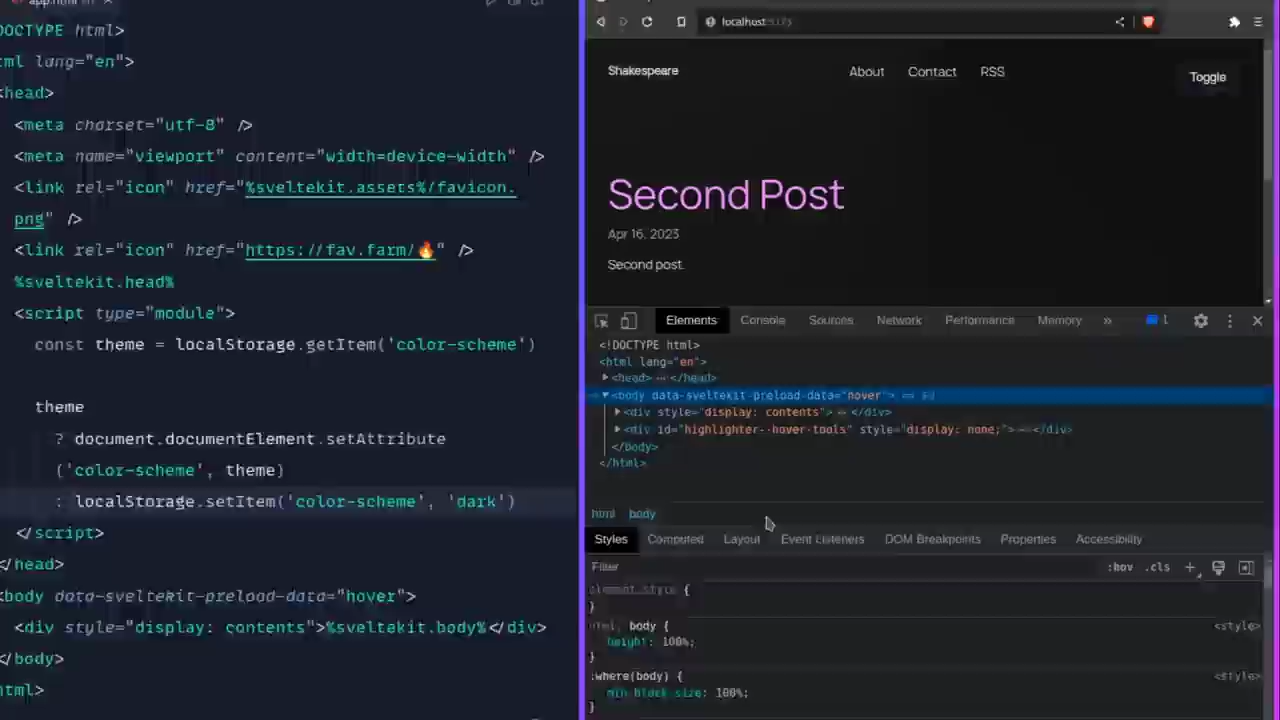 app.html
DOCTYPE html>
tml lang="en">
<head>
<meta charset="utf-8" />
<meta name="viewport" content="width=device-width" />
<link rel="icon" href="%sveltekit.assets%/favicon.
png" />
<link rel="icon" href="https://fav.farm/🔥" />
%sveltekit.head%
<script type="module">
const theme = localStorage.getItem('color-scheme')
theme
? document.documentElement.setAttribute
('color-scheme', theme)
: localStorage.setItem('color-scheme', 'dark')
</script>
</head>
<body data-sveltekit-preload-data="hover">
<div style="display: contents">%sveltekit.body%</div>
</body>
html>
localhost:5173
Shakespeare
About
Contact
RSS
Toggle
Second Post
Apr 16, 2023
Second post.
Elements
Console
Sources
Network
Performance
Memory
»
1
<!DOCTYPE html>
<html lang="en">
<head> ⋯ </head>
<body data-sveltekit-preload-data="hover"> == $0
<div style="display: contents"> ⋯ </div>
<div id="highlighter--hover-tools" style="display: none;"> ⋯ </div>
</body>
</html>
html body
Styles
Computed
Layout
Event Listeners
DOM Breakpoints
Properties
Accessibility
Filter
:hov .cls +
element.style {
}
html, body { <style>
height: 100%;
}
:where(body) { <style>
min-block-size: 100%;
}